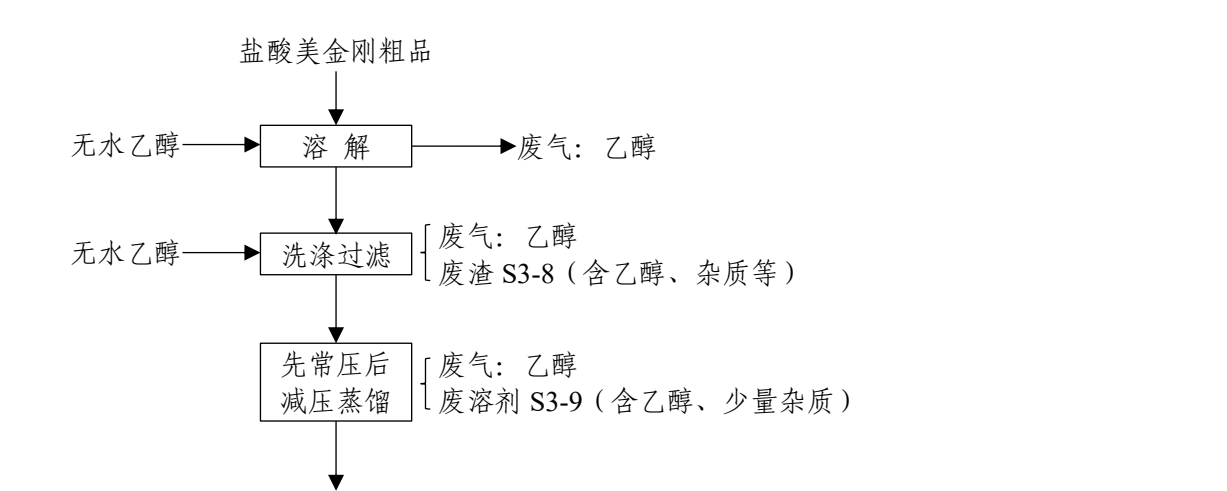 盐酸美金刚粗品
无水乙醇
溶 解
废气：乙醇
无水乙醇
洗涤过滤
废气：乙醇
废渣 S3-8（含乙醇、杂质等）
先常压后
减压蒸馏
废气：乙醇
废溶剂 S3-9（含乙醇、少量杂质）